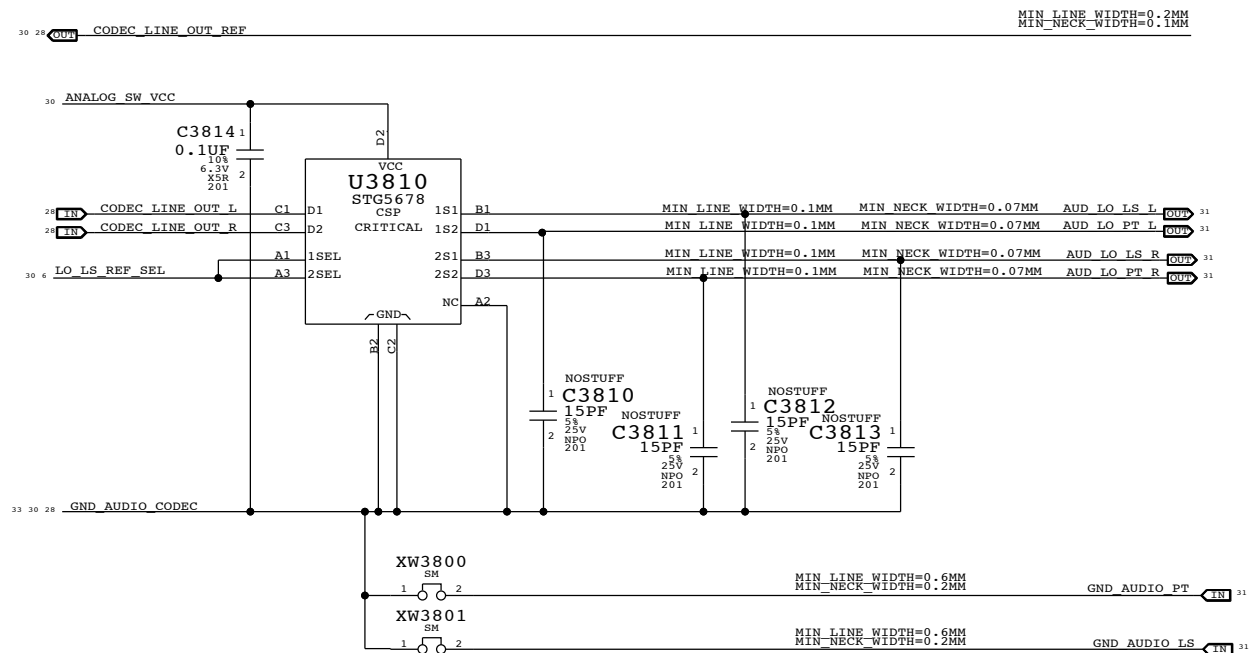 MIN_LINE_WIDTH=0.2MM
MIN_NECK_WIDTH=0.1MM
30 28 OUT CODEC_LINE_OUT_REF
30 ANALOG_SW_VCC
C3814 1
0.1UF
10%
6.3V
X5R 2
201
D2
VCC
U3810
STG5678
CSP
CRITICAL
28 IN CODEC_LINE_OUT_L C1 D1 1S1 B1 MIN_LINE_WIDTH=0.1MM MIN_NECK_WIDTH=0.07MM AUD_LO_LS_L OUT 31
28 IN CODEC_LINE_OUT_R C3 D2 1S2 D1 MIN_LINE_WIDTH=0.1MM MIN_NECK_WIDTH=0.07MM AUD_LO_PT_L OUT 31
A1 1SEL 2S1 B3 MIN_LINE_WIDTH=0.1MM MIN_NECK_WIDTH=0.07MM AUD_LO_LS_R OUT 31
30 6 LO_LS_REF_SEL A3 2SEL 2S2 D3 MIN_LINE_WIDTH=0.1MM MIN_NECK_WIDTH=0.07MM AUD_LO_PT_R OUT 31
NC A2
GND
B2 C2
NOSTUFF
1 C3810
15PF
5%
2 25V
NPO
201
NOSTUFF
C3811 1
15PF
5%
25V
NPO 2
201
NOSTUFF
1 C3812
15PF
5%
2 25V
NPO
201
NOSTUFF
C3813 1
15PF
5%
25V
NPO 2
201
33 30 28 GND_AUDIO_CODEC
XW3800
SM
1 2
MIN_LINE_WIDTH=0.6MM
MIN_NECK_WIDTH=0.2MM
GND_AUDIO_PT IN 31
XW3801
SM
1 2
MIN_LINE_WIDTH=0.6MM
MIN_NECK_WIDTH=0.2MM
GND_AUDIO_LS IN 31